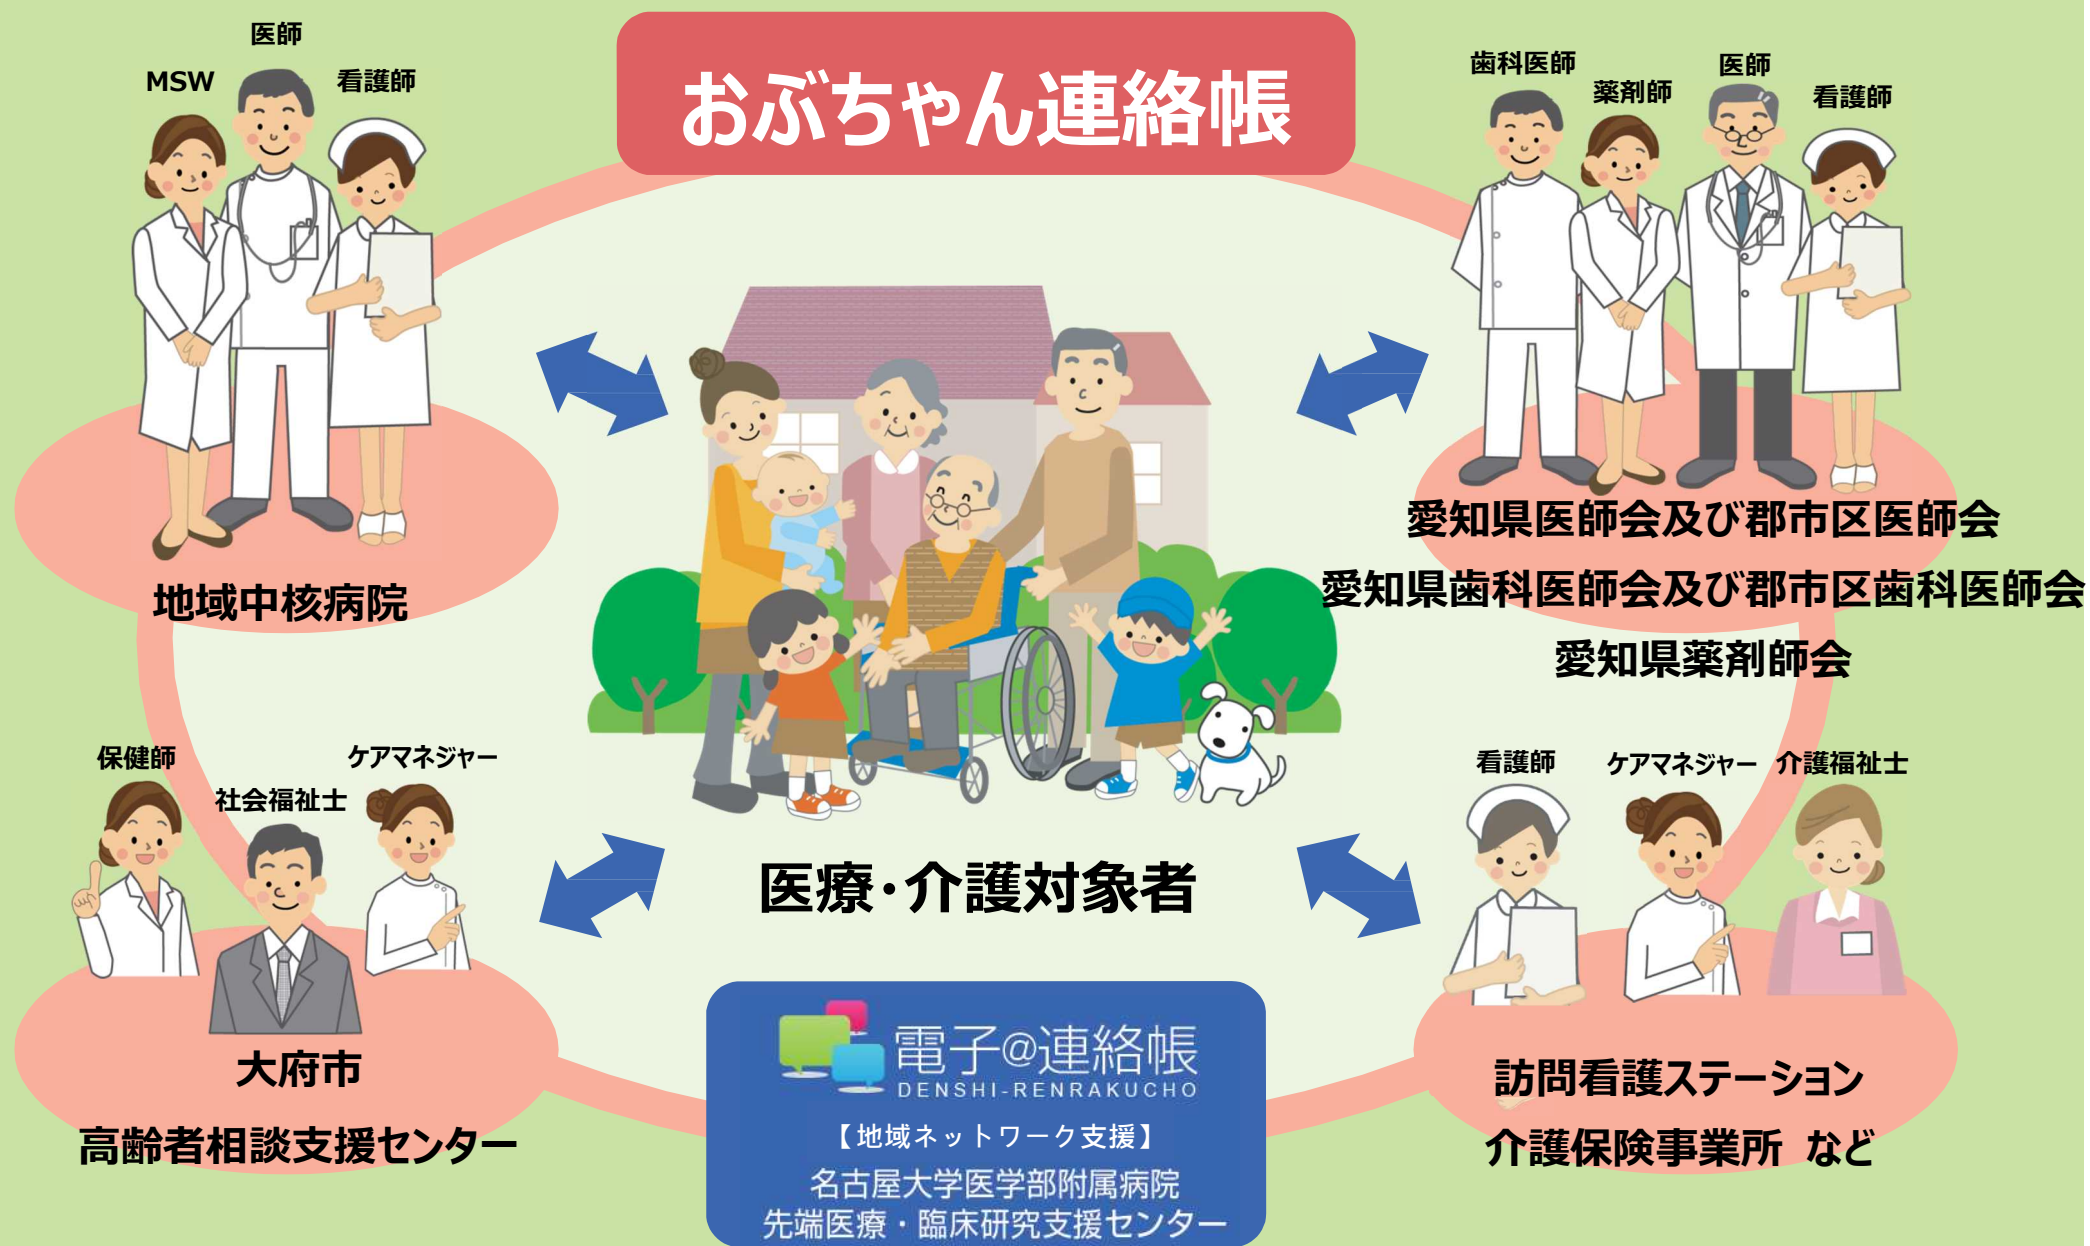 おぶちゃん連絡帳
医師
MSW
看護師
地域中核病院
歯科医師
薬剤師
医師
看護師
愛知県医師会及び郡市区医師会
愛知県歯科医師会及び郡市区歯科医師会
愛知県薬剤師会
医療・介護対象者
保健師
社会福祉士
ケアマネジャー
大府市
高齢者相談支援センター
看護師
ケアマネジャー
介護福祉士
訪問看護ステーション
介護保険事業所 など
電子@連絡帳
DENSHI-RENRAKUCHO
【地域ネットワーク支援】
名古屋大学医学部附属病院
先端医療・臨床研究支援センター